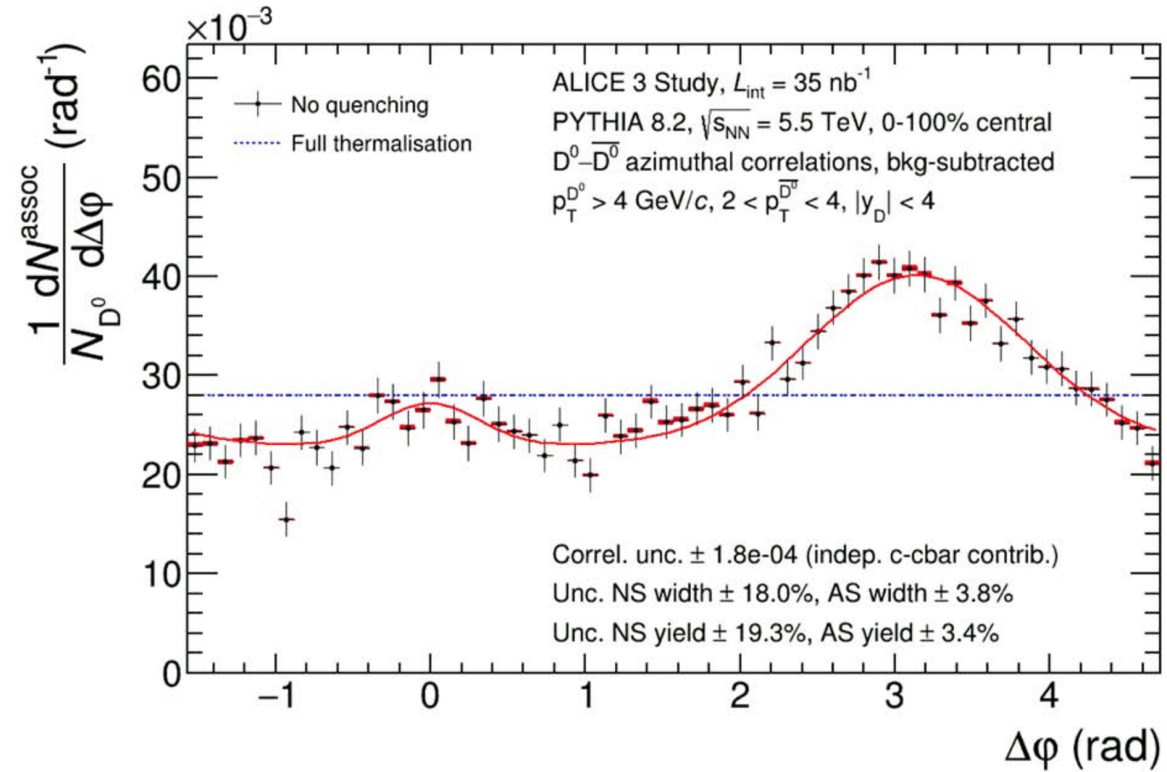 ×10⁻³
1 dN^assoc
N_D⁰ dΔφ (rad⁻¹)
60
50
40
30
20
10
0
No quenching
Full thermalisation
ALICE 3 Study, L_int = 35 nb⁻¹
PYTHIA 8.2, √s_NN = 5.5 TeV, 0-100% central
D⁰–D̅⁰ azimuthal correlations, bkg-subtracted
p_T^D⁰ > 4 GeV/c, 2 < p_T^D̅⁰ < 4, |y_D| < 4
Correl. unc. ± 1.8e-04 (indep. c-cbar contrib.)
Unc. NS width ± 18.0%, AS width ± 3.8%
Unc. NS yield ± 19.3%, AS yield ± 3.4%
−1 0 1 2 3 4
Δφ (rad)